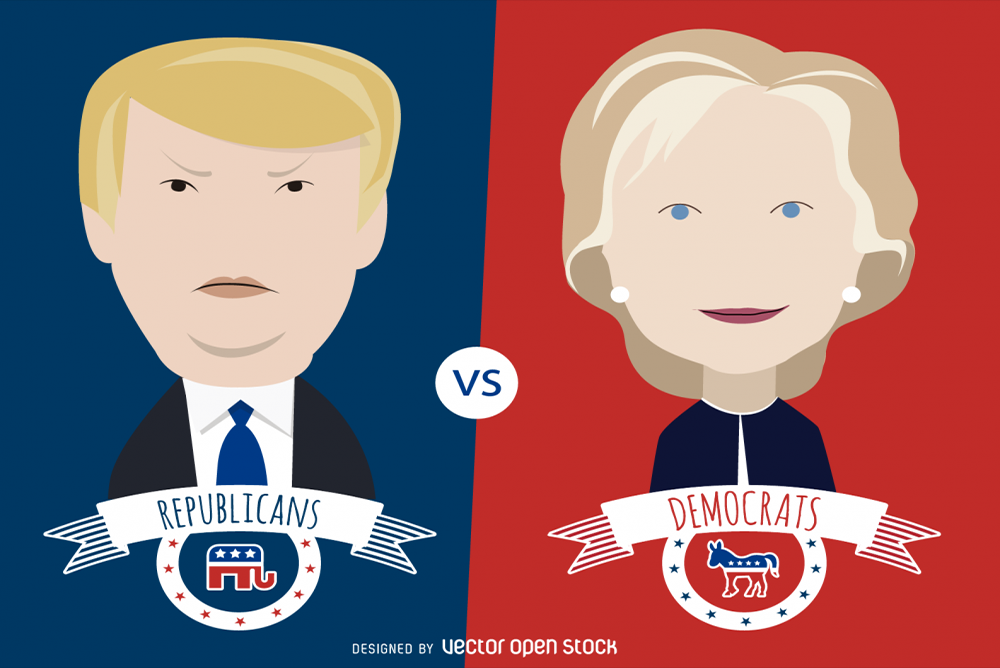 VS
REPUBLICANS
DEMOCRATS
DESIGNED BY vector open stock